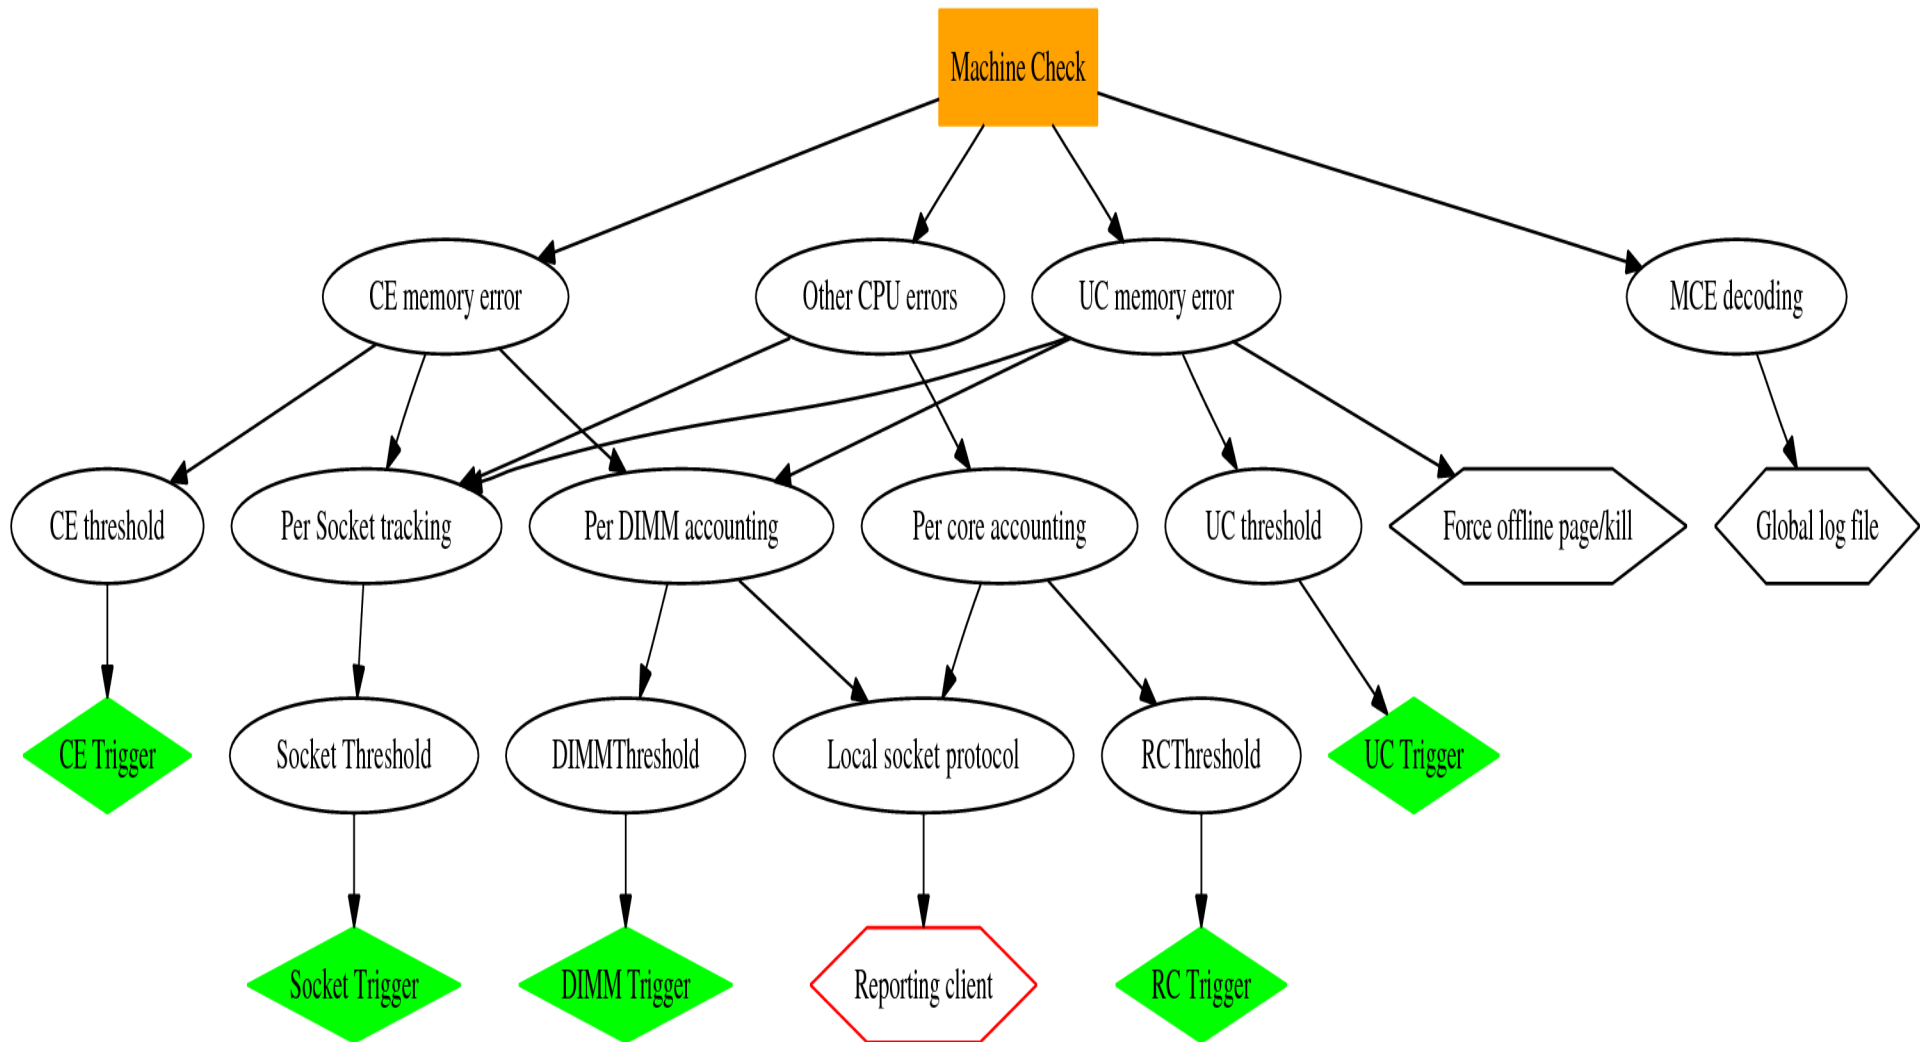 Machine Check
CE memory error
Other CPU errors
UC memory error
MCE decoding
CE threshold
Per Socket tracking
Per DIMM accounting
Per core accounting
UC threshold
Force offline page/kill
Global log file
CE Trigger
Socket Threshold
DIMMThreshold
Local socket protocol
RCThreshold
UC Trigger
Socket Trigger
DIMM Trigger
Reporting client
RC Trigger